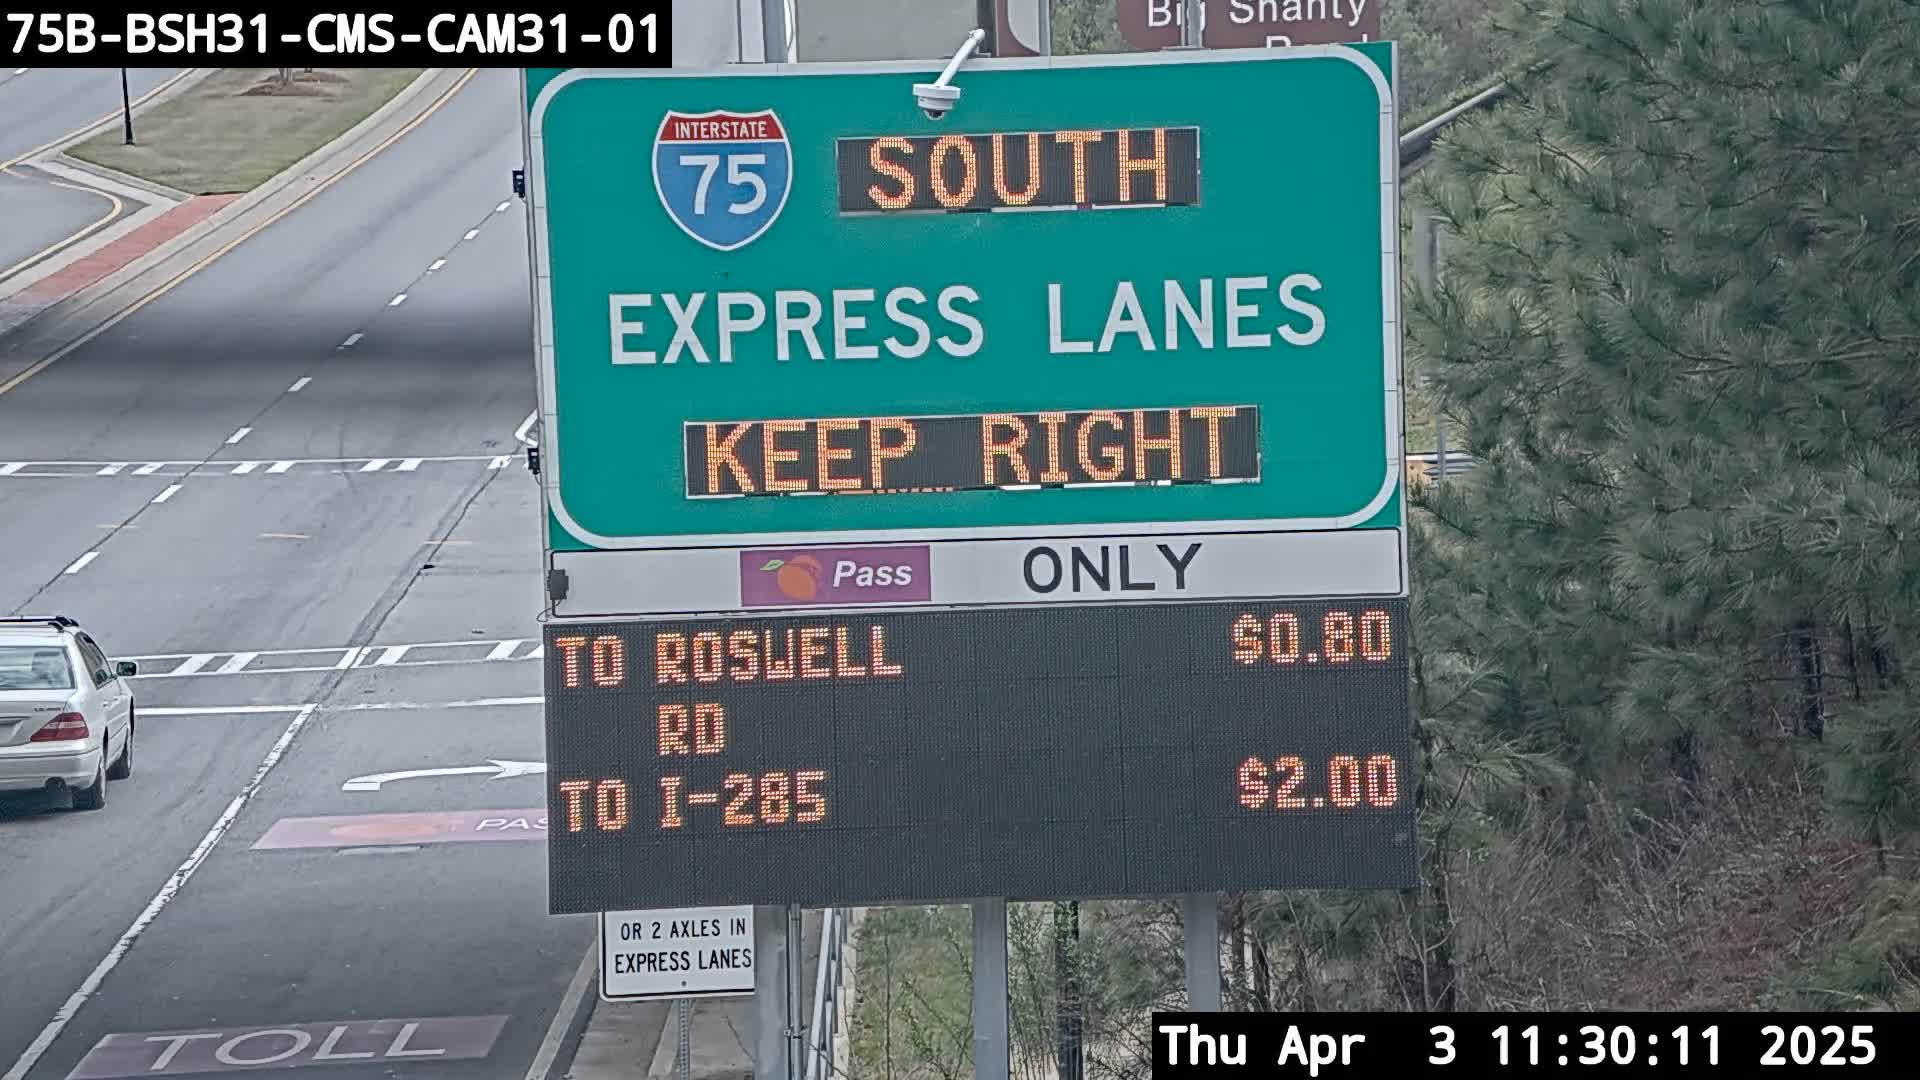 75B-BSH31-CMS-CAM31-01
Big Shanty
INTERSTATE
75
SOUTH
EXPRESS LANES
KEEP RIGHT
Pass
ONLY
TO ROSWELL $0.80
RD
TO I-285 $2.00
PAS
OR 2 AXLES IN
EXPRESS LANES
TOLL
Thu Apr 3 11:30:11 2025